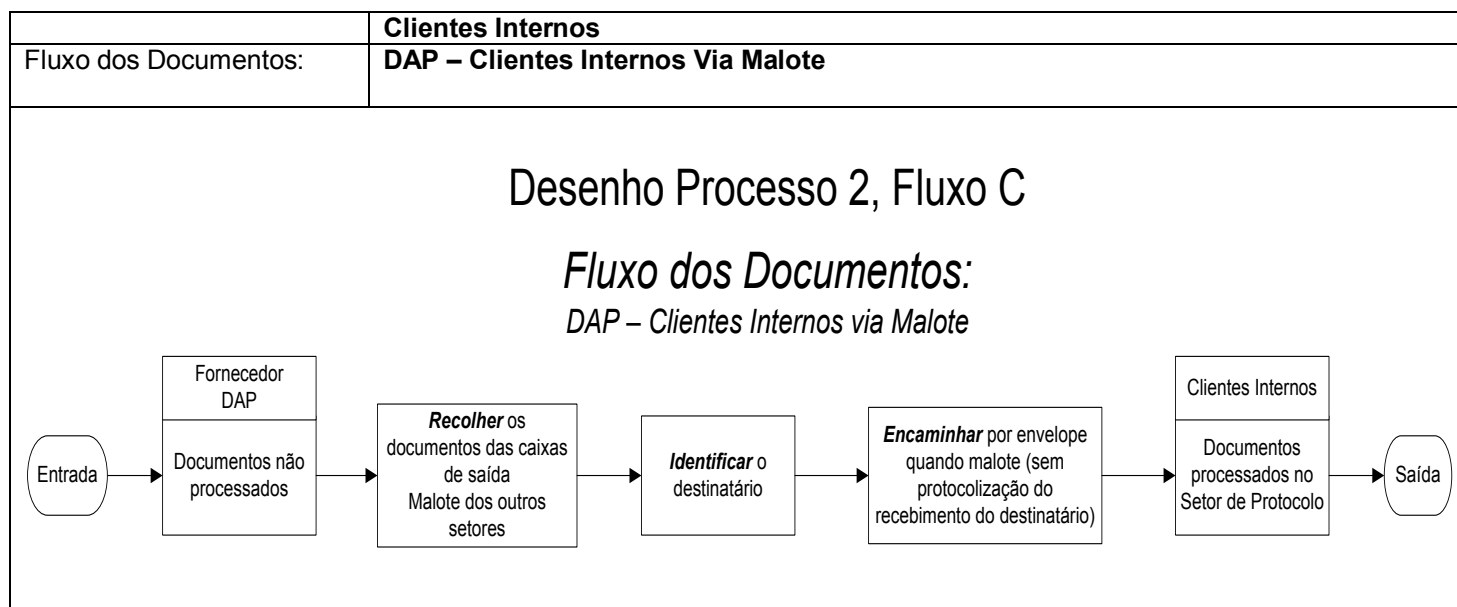 Clientes Internos
Fluxo dos Documentos:
DAP – Clientes Internos Via Malote
Desenho Processo 2, Fluxo C
Fluxo dos Documentos:
DAP – Clientes Internos via Malote
Entrada
Fornecedor
DAP
Documentos não
processados
Recolher os
documentos das caixas
de saída
Malote dos outros
setores
Identificar o
destinatário
Encaminhar por envelope
quando malote (sem
protocolização do
recebimento do destinatário)
Clientes Internos
Documentos
processados no
Setor de Protocolo
Saída